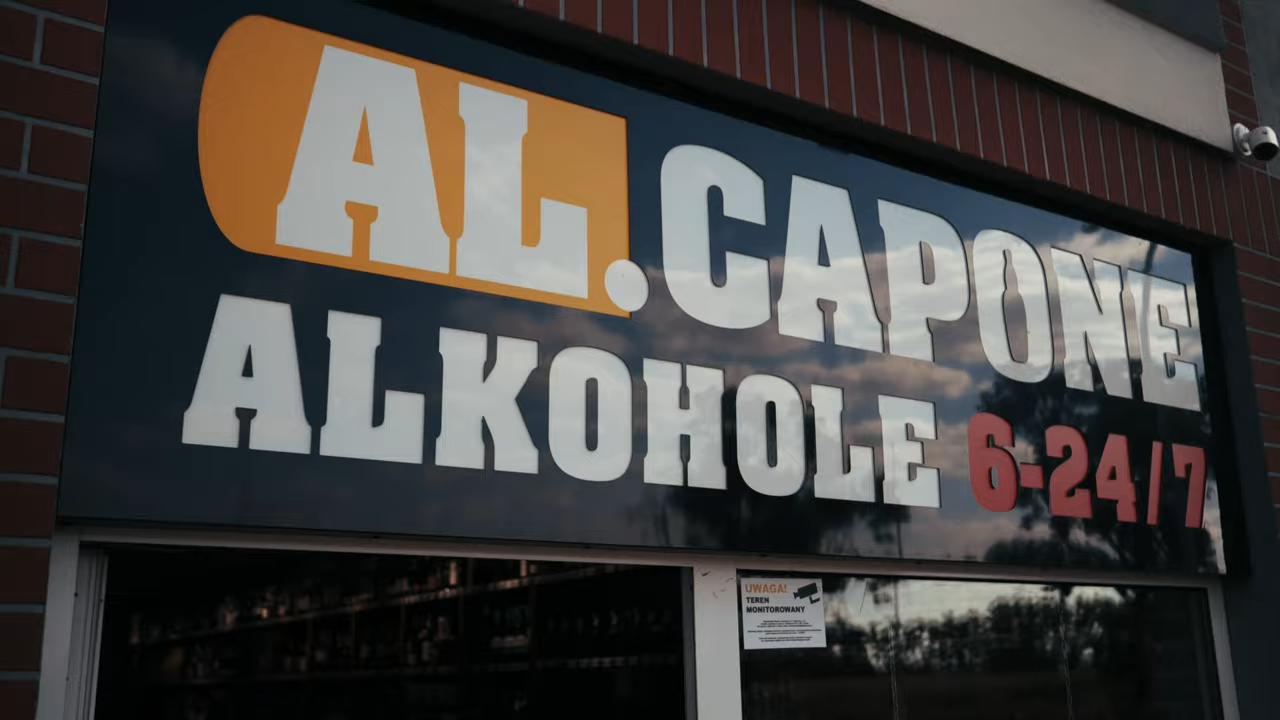 AL.CAPONE
ALKOHOLE 6-24/7
UWAGA!
TEREN
MONITOROWANY